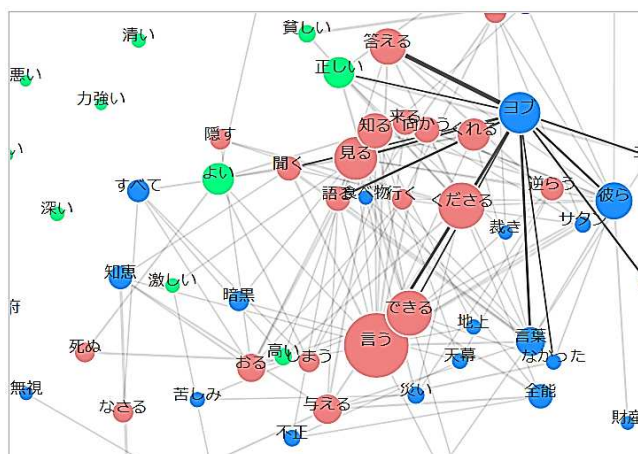 清い
貧しい
答える
悪い
正しい
力強い
ヨブ
知る
来る
向かう
くれる
隠す
見る
聞く
よい
すべて
語る
食べ物
行く
くださる
逆らう
彼ら
深い
裁き
サタン
知恵
激しい
暗黒
できる
府
地上
言う
言葉
死ぬ
おる
高い
しまう
天幕
なかった
無視
苦しみ
なさる
与える
災い
全能
不正
財産